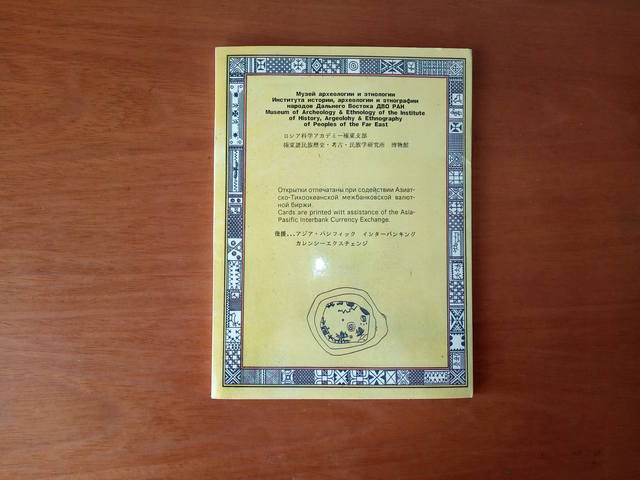 Музей археологии и этнологии
Института истории, археологии и этнографии
народов Дальнего Востока ДВО РАН
Museum of Archeology & Ethnology of the Institute
of History, Argeolohy & Ethnography
of Peoples of the Far East
ロシア科学アカデミー極東支部
極東諸民族歴史・考古・民族学研究所 博物館
Открытки отпечатаны при содействии Азиат-
ско-Тихоокеанской межбанковской валют-
ной биржи.
Cards are printed witt assistance of the Asia-
Pasific Interbank Currency Exchange.
後援...アジア・パシフィック インターバンキング
カレンシーエクスチェンジ